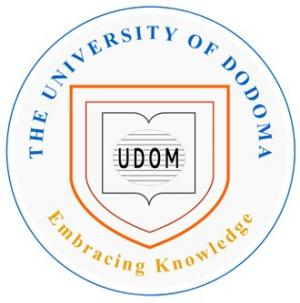 THE UNIVERSITY OF DODOMA
UDOM
Embracing Knowledge